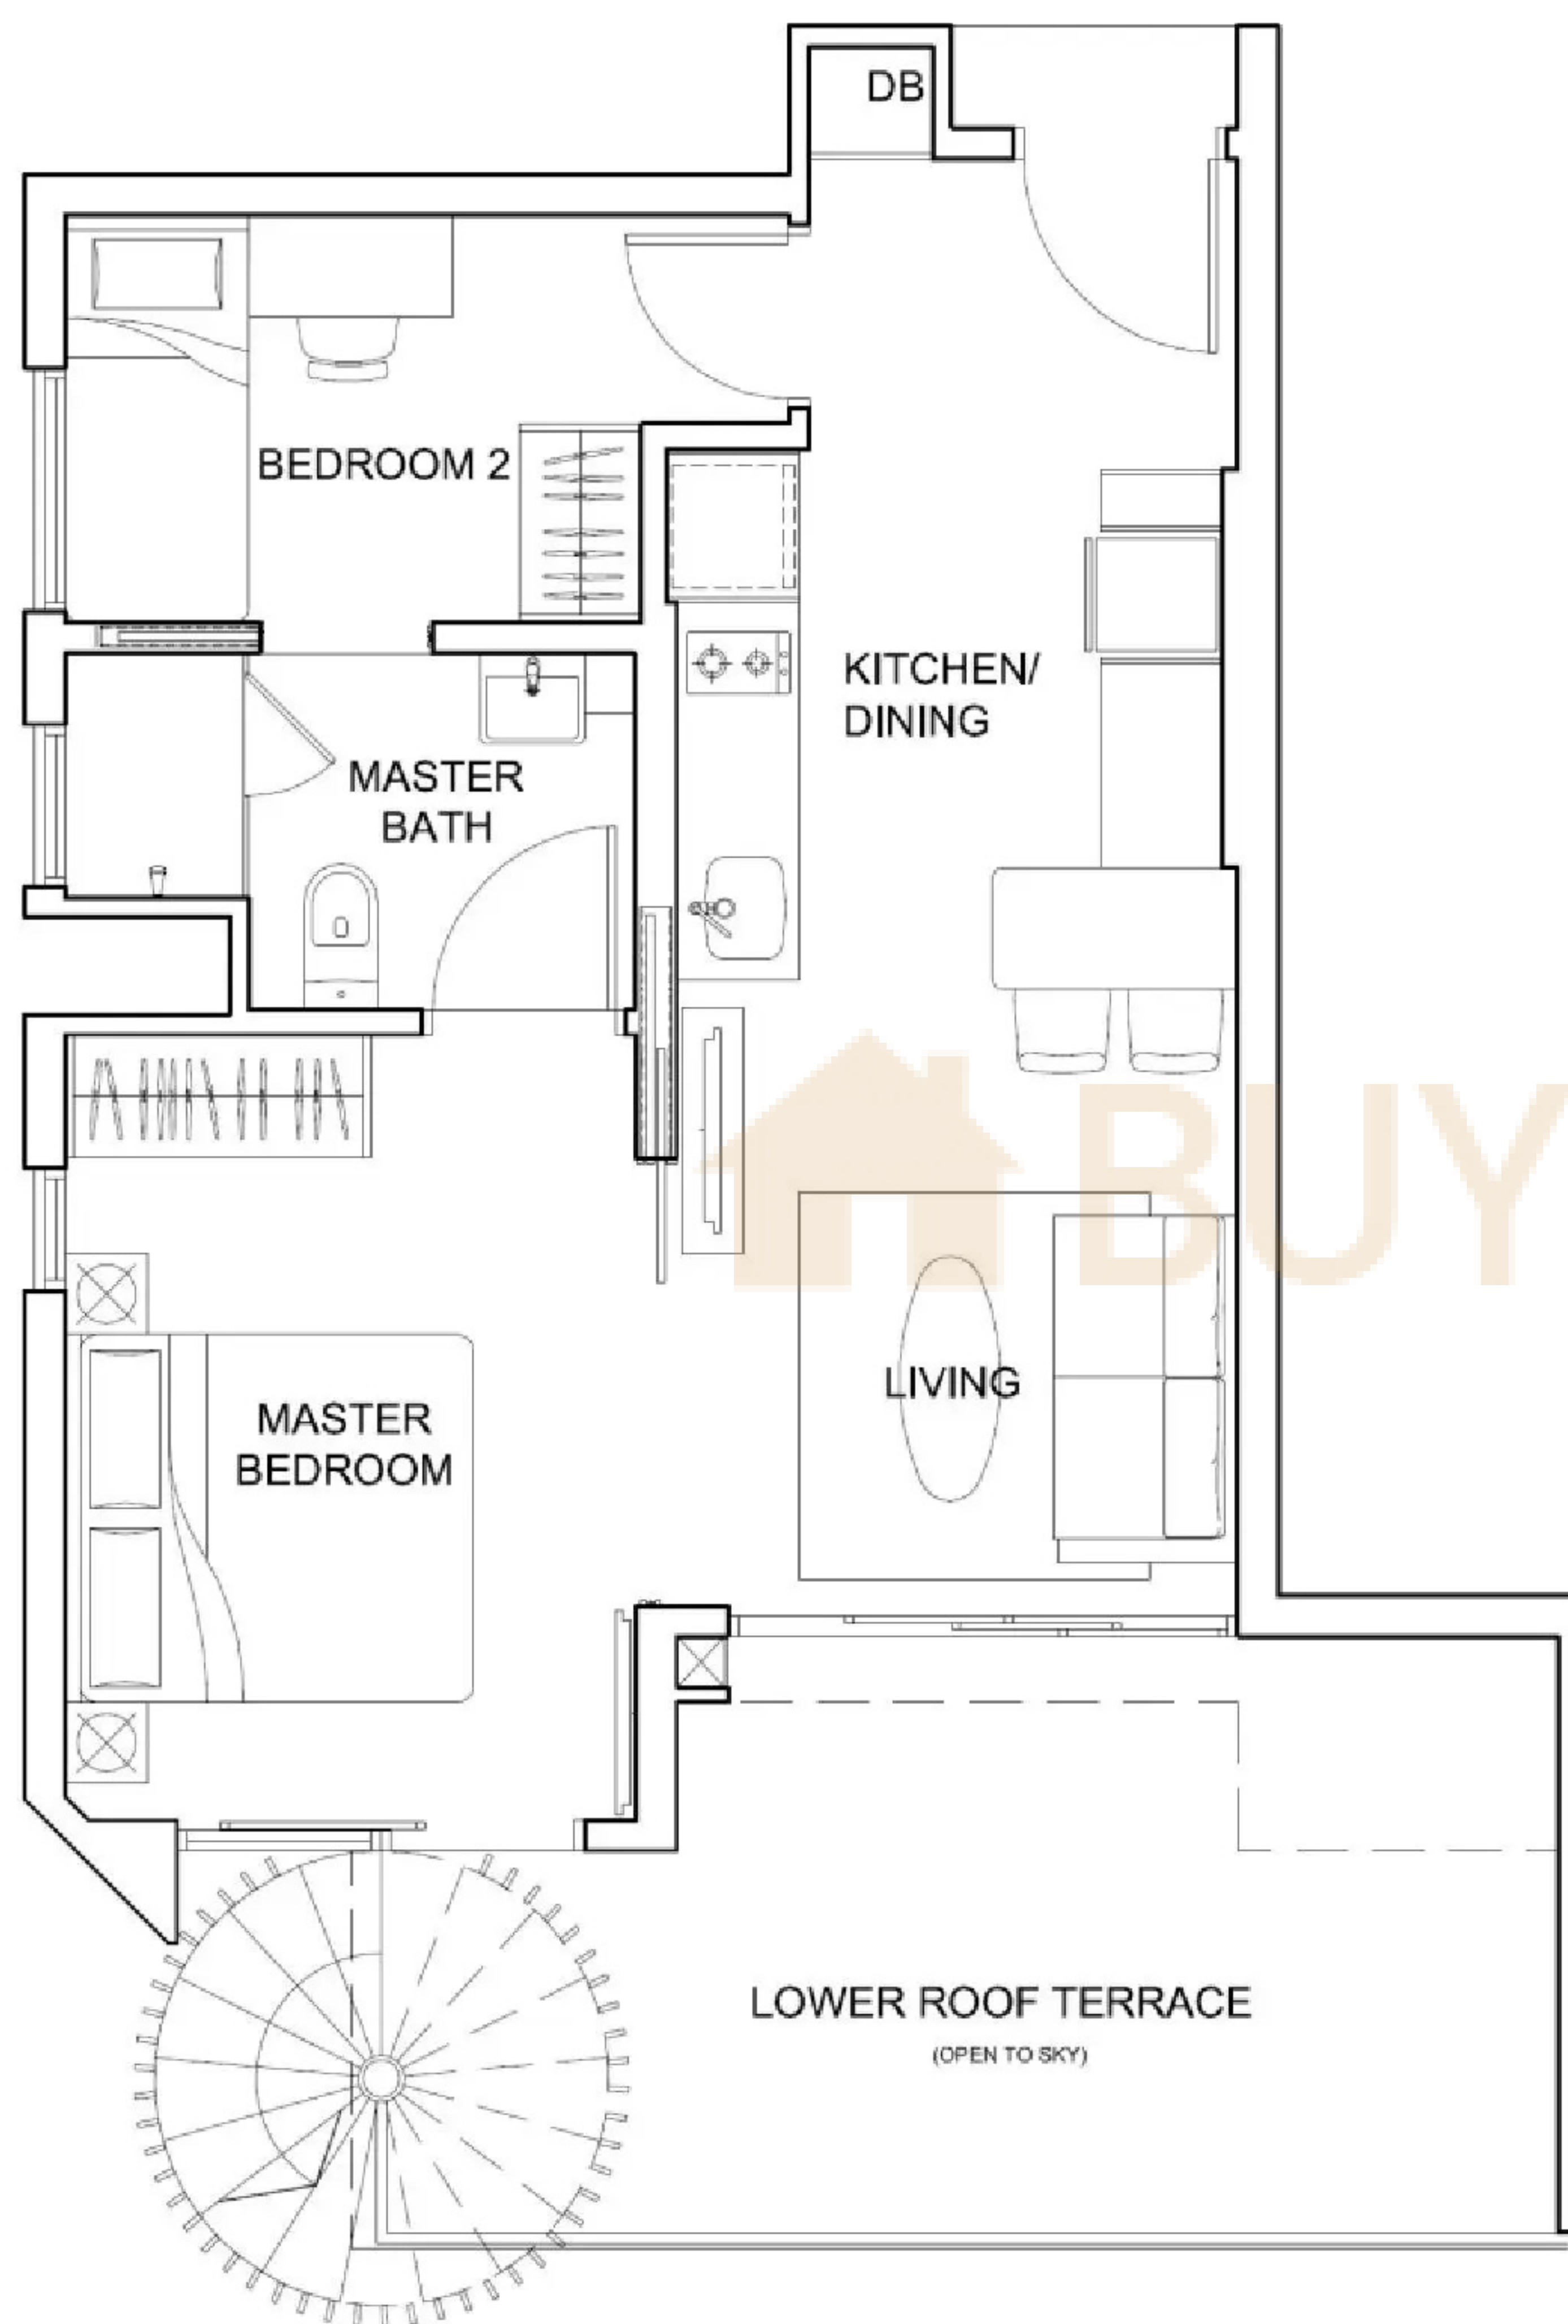 DB
BEDROOM 2
KITCHEN/
DINING
MASTER
BATH
BUY
LIVING
MASTER
BEDROOM
LOWER ROOF TERRACE
(OPEN TO SKY)